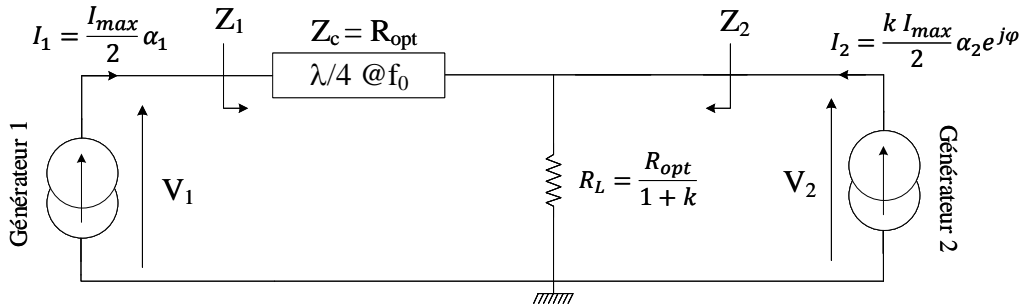 I₁ = I_max/2 α₁
Z₁
Z_c = R_opt
λ/4 @f₀
Z₂
I₂ = k I_max/2 α₂e^{jφ}
Générateur 1
V₁
R_L = R_opt/1 + k
V₂
Générateur 2